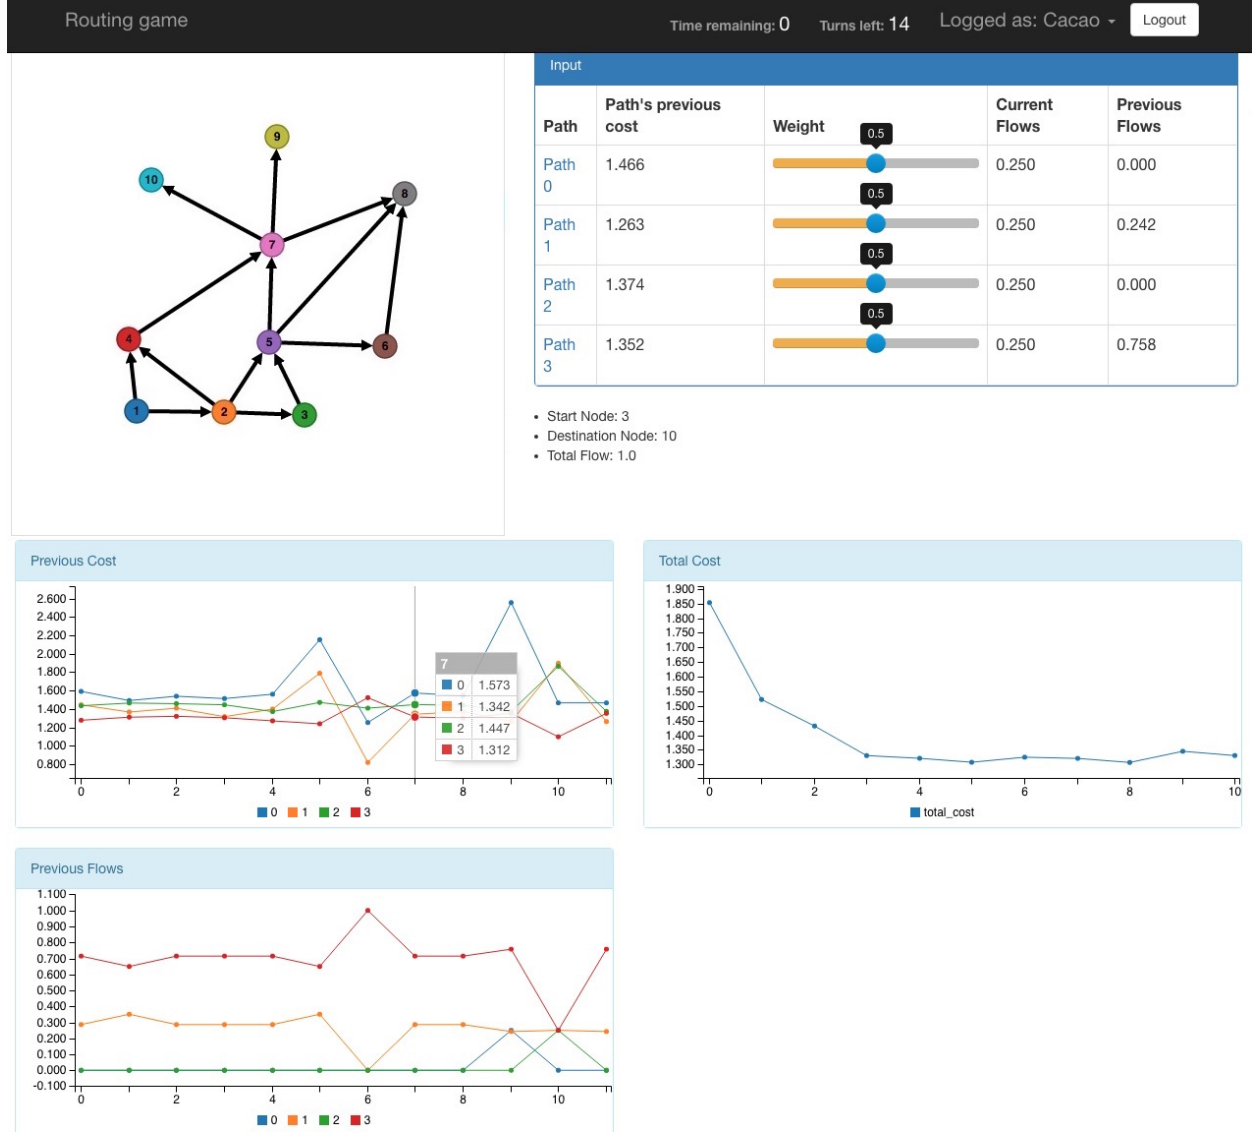 Routing game
Time remaining: 0 Turns left: 14 Logged as: Cacao Logout
9
10
8
7
4
5
6
1
2
3
Input
Path Path's previous cost Weight Current Flows Previous Flows
Path 0 1.466 0.5 0.250 0.000
Path 1 1.263 0.5 0.250 0.242
Path 2 1.374 0.5 0.250 0.000
Path 3 1.352 0.5 0.250 0.758
Start Node: 3
Destination Node: 10
Total Flow: 1.0
Previous Cost
2.600
2.400
2.200
2.000
1.800
1.600
1.400
1.200
1.000
0.800
0 2 4 6 8 10
7
0 1.573
1 1.342
2 1.447
3 1.312
0 1 2 3
Total Cost
1.900
1.850
1.800
1.750
1.700
1.650
1.600
1.550
1.500
1.450
1.400
1.350
1.300
0 2 4 6 8 10
total_cost
Previous Flows
1.100
1.000
0.900
0.800
0.700
0.600
0.500
0.400
0.300
0.200
0.100
0.000
-0.100
0 2 4 6 8 10
0 1 2 3